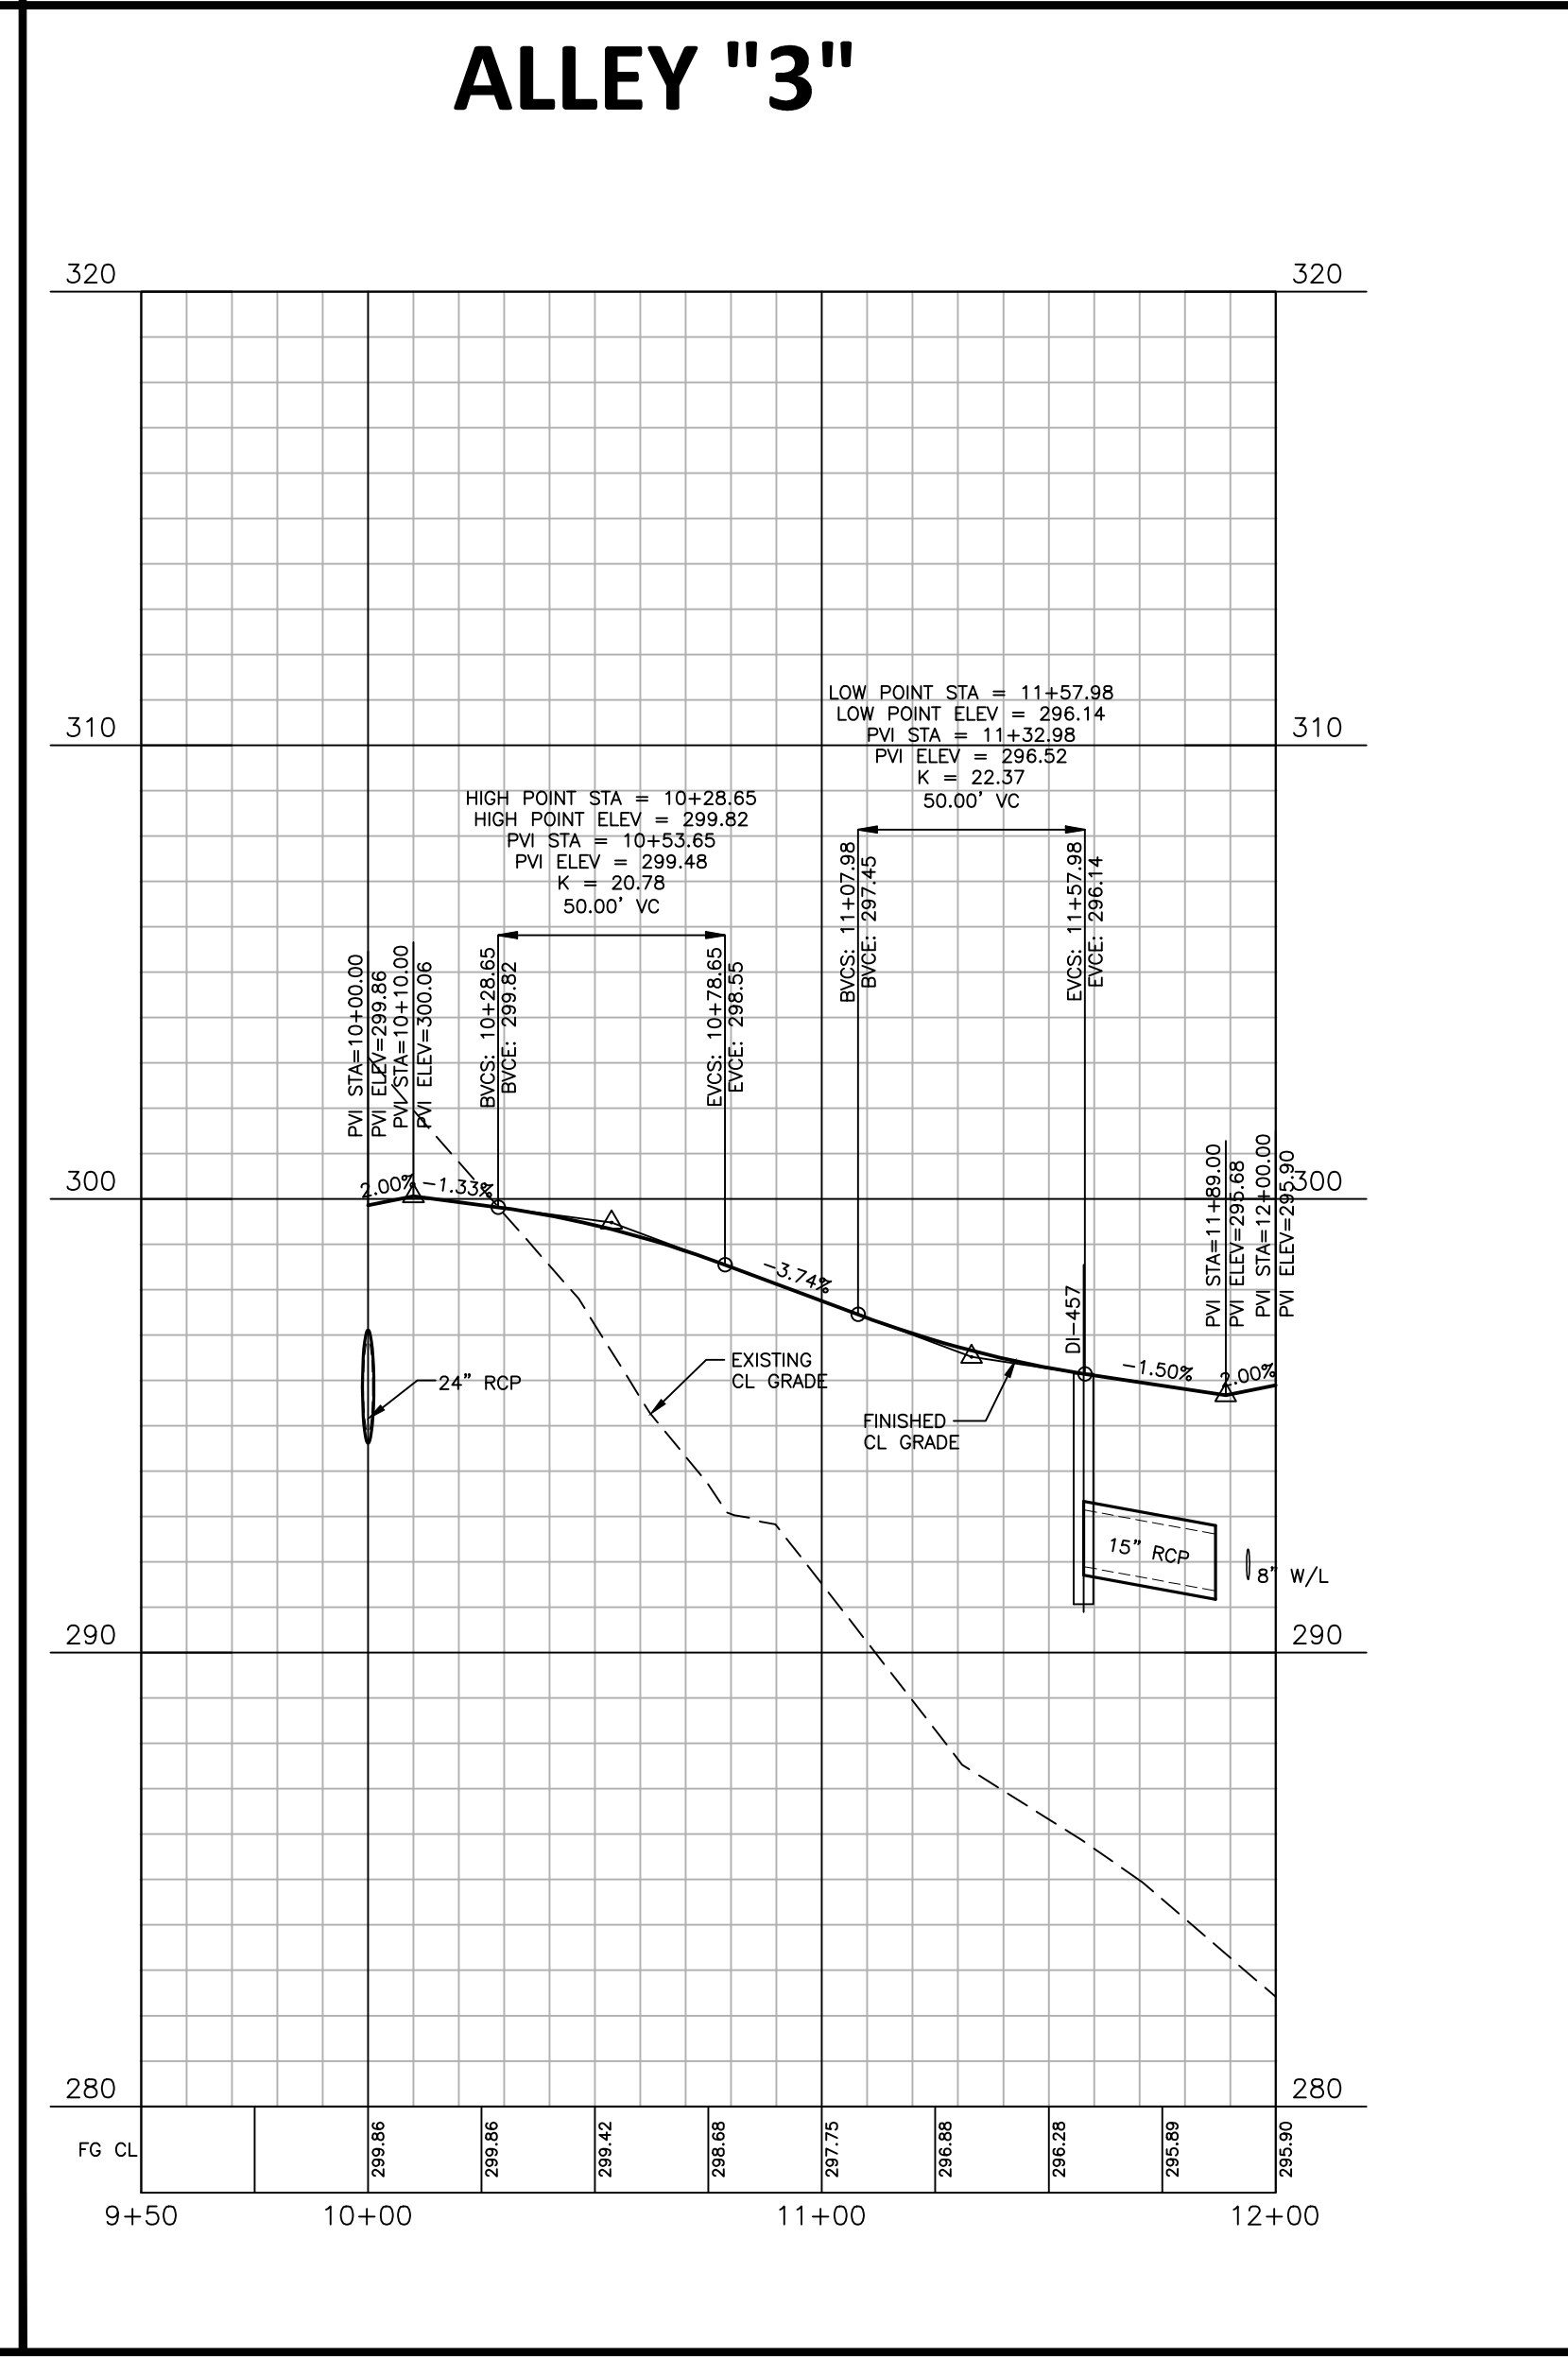 ALLEY "3"
320
320
LOW POINT STA = 11+57.98
LOW POINT ELEV = 296.14
PVI STA = 11+32.98
PVI ELEV = 296.52
K = 22.37
50.00' VC
310
310
HIGH POINT STA = 10+28.65
HIGH POINT ELEV = 299.82
PVI STA = 10+53.65
PVI ELEV = 299.48
K = 20.78
50.00' VC
PVI STA=10+00.00
PVI ELEV=299.86
PVI STA=10+10.00
PVI ELEV=300.06
BVCS: 10+28.65
BVCE: 299.82
EVCS: 10+78.65
EVCE: 298.55
BVCS: 11+07.98
BVCE: 297.45
EVCS: 11+57.98
EVCE: 296.14
PVI STA=11+89.00
PVI ELEV=295.68
PVI STA=12+00.00
PVI ELEV=295.90
300
300
2.00%
-1.33%
-3.74%
DI-457
-1.50%
2.00%
24" RCP
EXISTING
CL GRADE
FINISHED
CL GRADE
15" RCP
8" W/L
290
290
280
280
FG CL
299.86
299.86
299.42
298.68
297.75
296.88
296.28
295.89
295.90
9+50
10+00
11+00
12+00